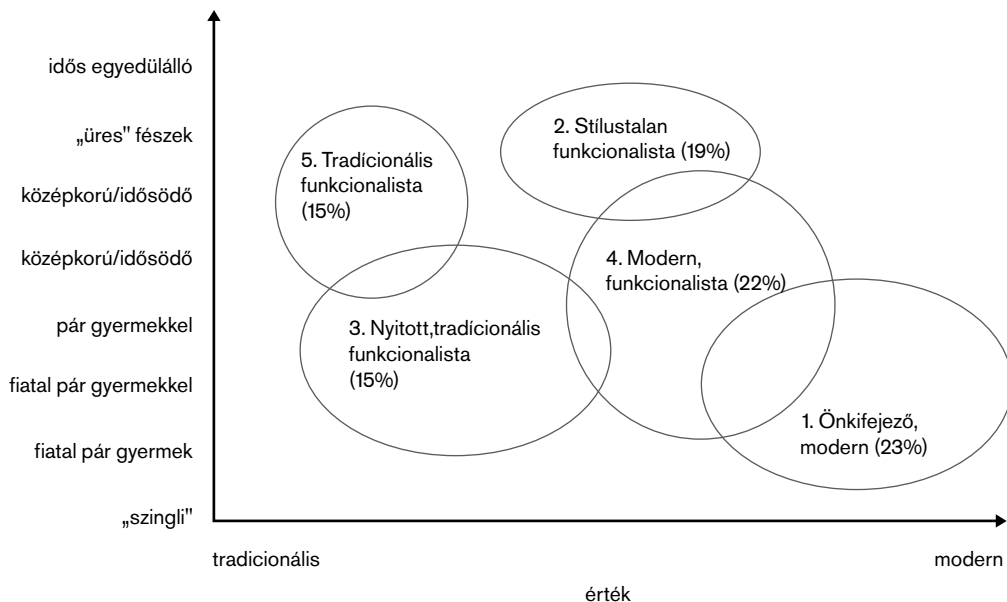 idős egyedülálló
„üres" fészek
középkorú/idősödő
középkorú/idősödő
pár gyermekkel
fiatal pár gyermekkel
fiatal pár gyermek
„szingli"
5. Tradícionális
funkcionalista
(15%)
2. Stílustalan
funkcionalista (19%)
4. Modern,
funkcionalista (22%)
3. Nyitott,tradícionális
funkcionalista
(15%)
1. Önkifejező,
modern (23%)
tradicionális
modern
érték